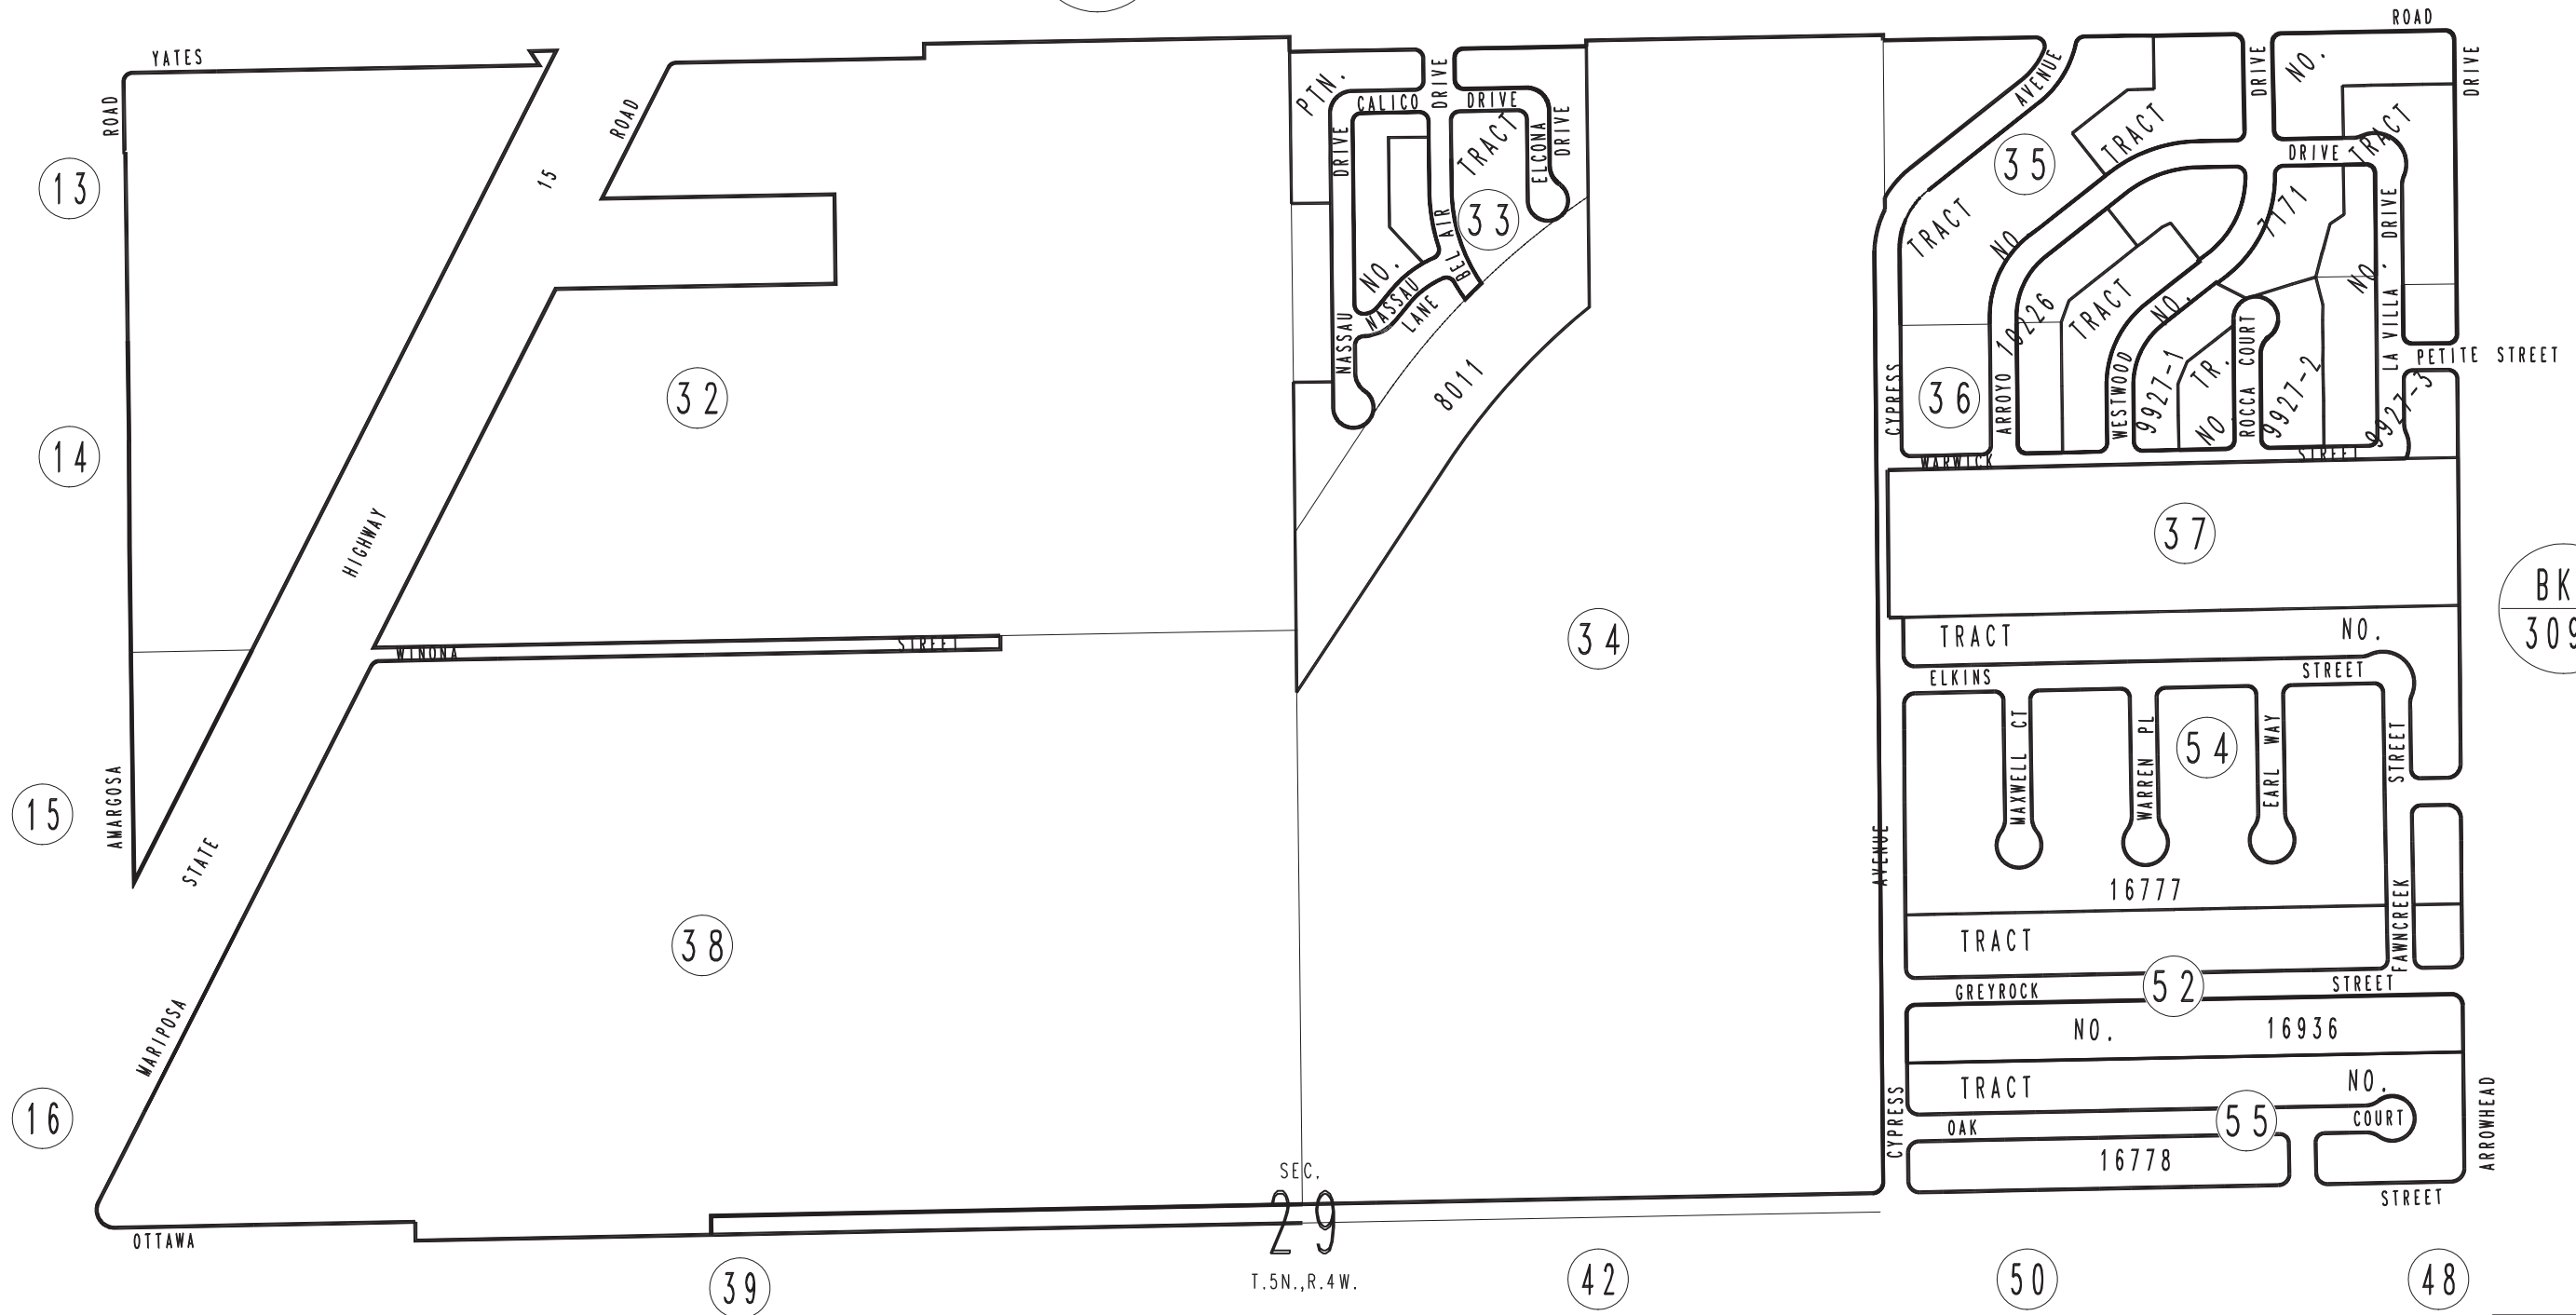 YATES
ROAD
ROAD
ROAD
15
HIGHWAY
STATE
AMARGOSA
MARIPOSA
OTTAWA
13
14
15
16
32
WINONA STREET
38
39
PTN.
CALICO DRIVE
DRIVE
DRIVE
ELCONA DRIVE
TRACT
33
BEL AIR
NO.
NASSAU LANE
NASSAU
8011
34
SEC.
29
T.5N.,R.4W.
42
AVENUE
DRIVE
NO.
DRIVE
TRACT
TRACT
35
DRIVE
TRACT
NO.
7171
DRIVE
10226
TRACT
NO.
NO.
LA VILLA
PETITE STREET
CYPRESS
36
ARROYO
WESTWOOD
9927-1
TR.
NO.
ROCCA COURT
9927-2
9927-3
WARWICK STREET
37
BK
309
TRACT NO.
ELKINS STREET
MAXWELL CT
WARREN PL
EARL WAY
54
STREET
AVENUE
16777
FAWNCREEK
TRACT
52
GREYROCK STREET
NO. 16936
TRACT NO.
CYPRESS
OAK COURT
55
ARROWHEAD
16778
STREET
50
48